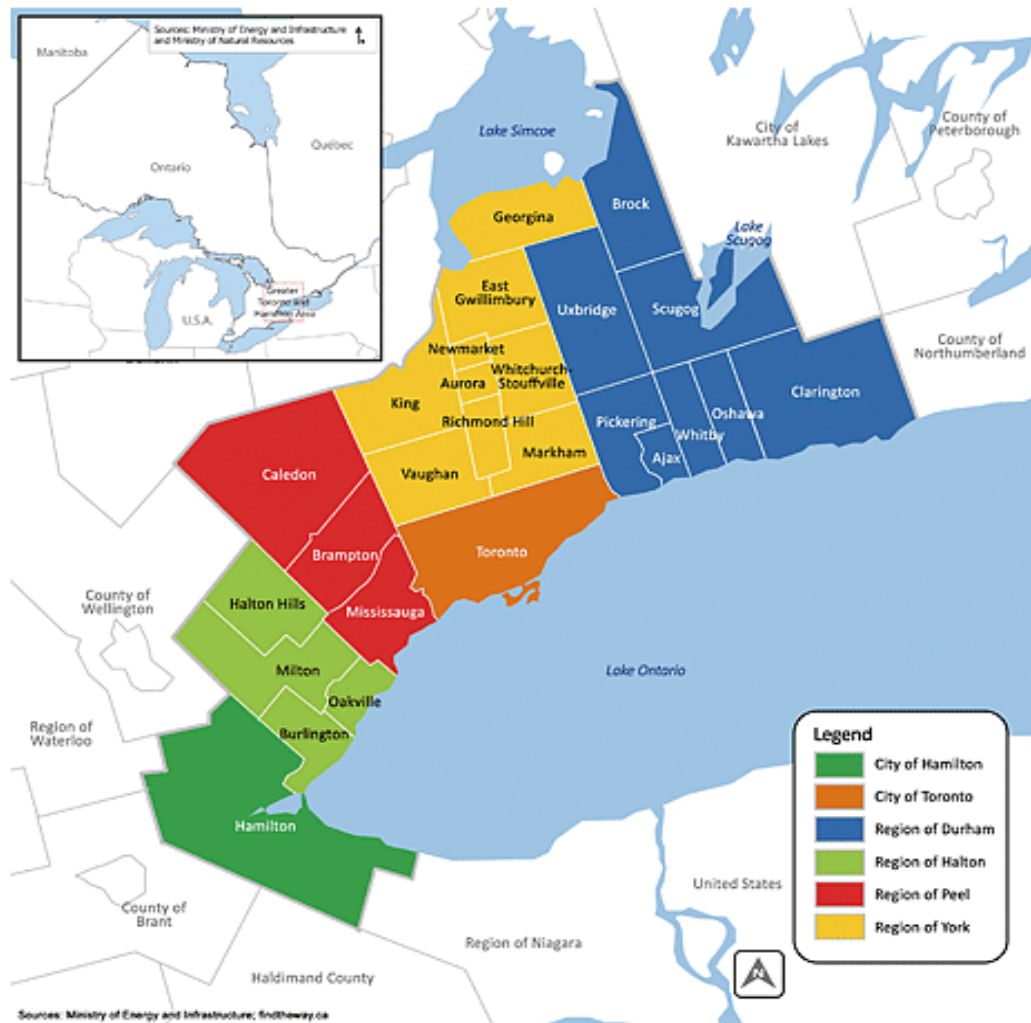 Sources: Ministry of Energy and Infrastructure
and Ministry of Natural Resources
Manitoba
Ontario
Québec
U.S.A.
Greater
Toronto and
Hamilton Area
Lake Simcoe
City of
Kawartha Lakes
County of
Peterborough
Brock
Georgina
Lake
Scugog
East
Gwillimbury
Uxbridge
Scugog
County of
Northumberland
Newmarket
Whitchurch-
Stouffville
Aurora
King
Clarington
Richmond Hill
Pickering
Oshawa
Whitby
Ajax
Markham
Vaughan
Caledon
Toronto
Brampton
Mississauga
County of
Wellington
Halton Hills
Milton
Lake Ontario
Oakville
Region of
Waterloo
Burlington
Hamilton
County of
Brant
Region of Niagara
Haldimand County
United States
Legend
City of Hamilton
City of Toronto
Region of Durham
Region of Halton
Region of Peel
Region of York
N
Sources: Ministry of Energy and Infrastructure; findtheway.ca